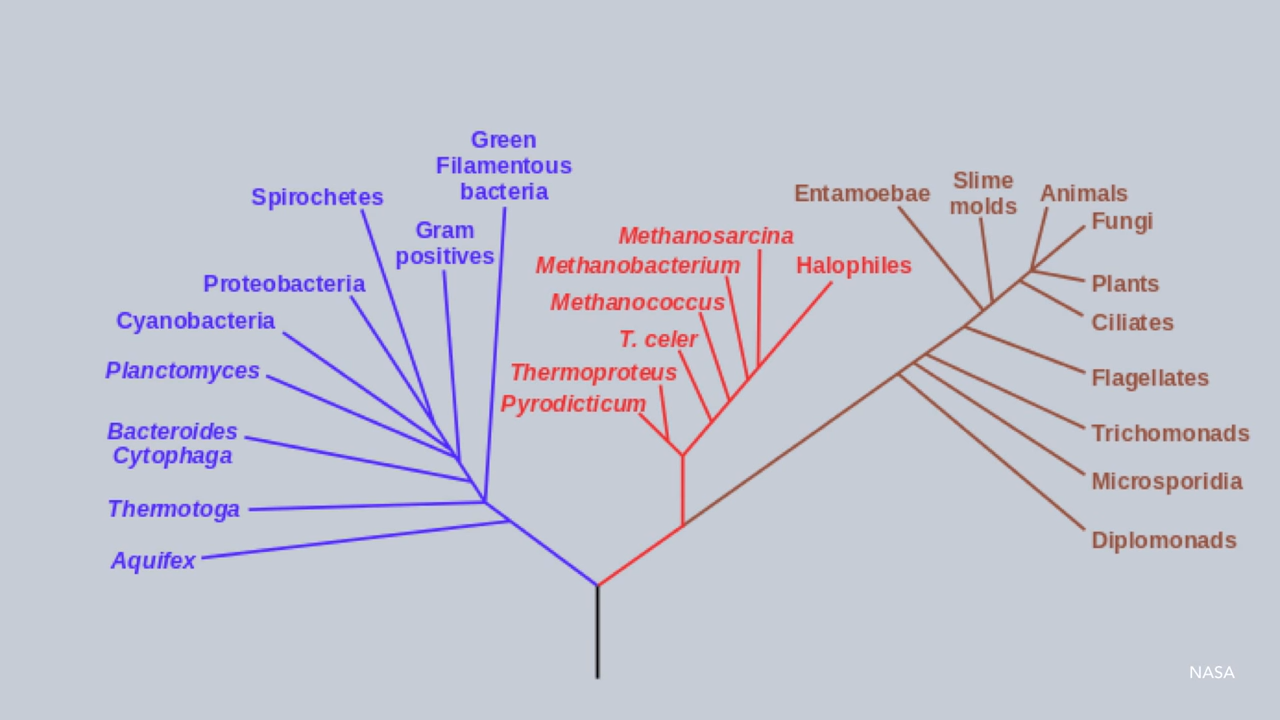 Green
Filamentous
bacteria
Spirochetes
Gram
positives
Proteobacteria
Cyanobacteria
Planctomyces
Bacteroides
Cytophaga
Thermotoga
Aquifex
Methanosarcina
Methanobacterium
Halophiles
Methanococcus
T. celer
Thermoproteus
Pyrodicticum
Entamoebae
Slime
molds
Animals
Fungi
Plants
Ciliates
Flagellates
Trichomonads
Microsporidia
Diplomonads
NASA